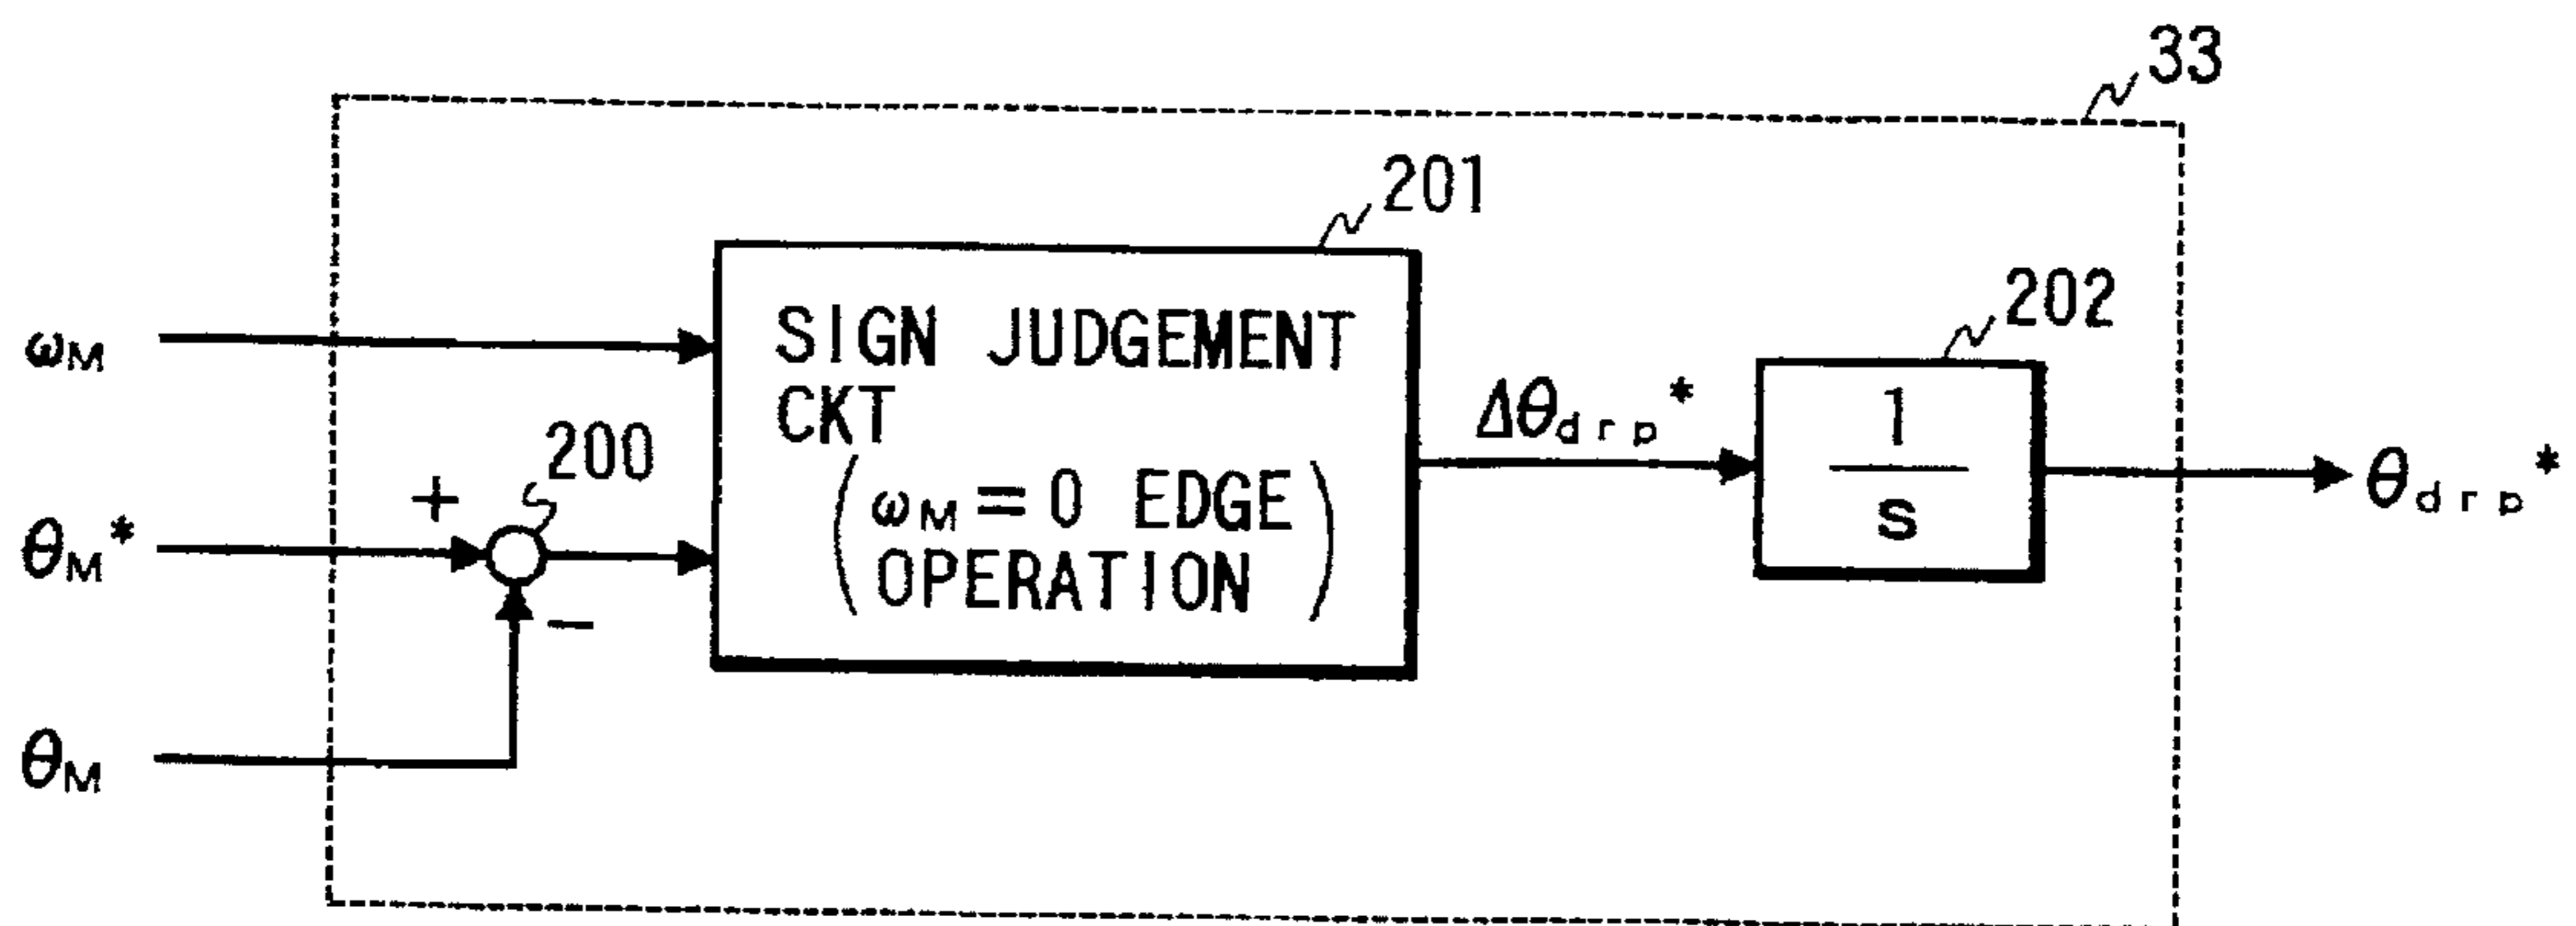 33
201
202
ωM
SIGN JUDGEMENT
CKT
(ωM = 0 EDGE
OPERATION)
200
+
θM*
−
θM
Δθdrp*
1
s
θdrp*